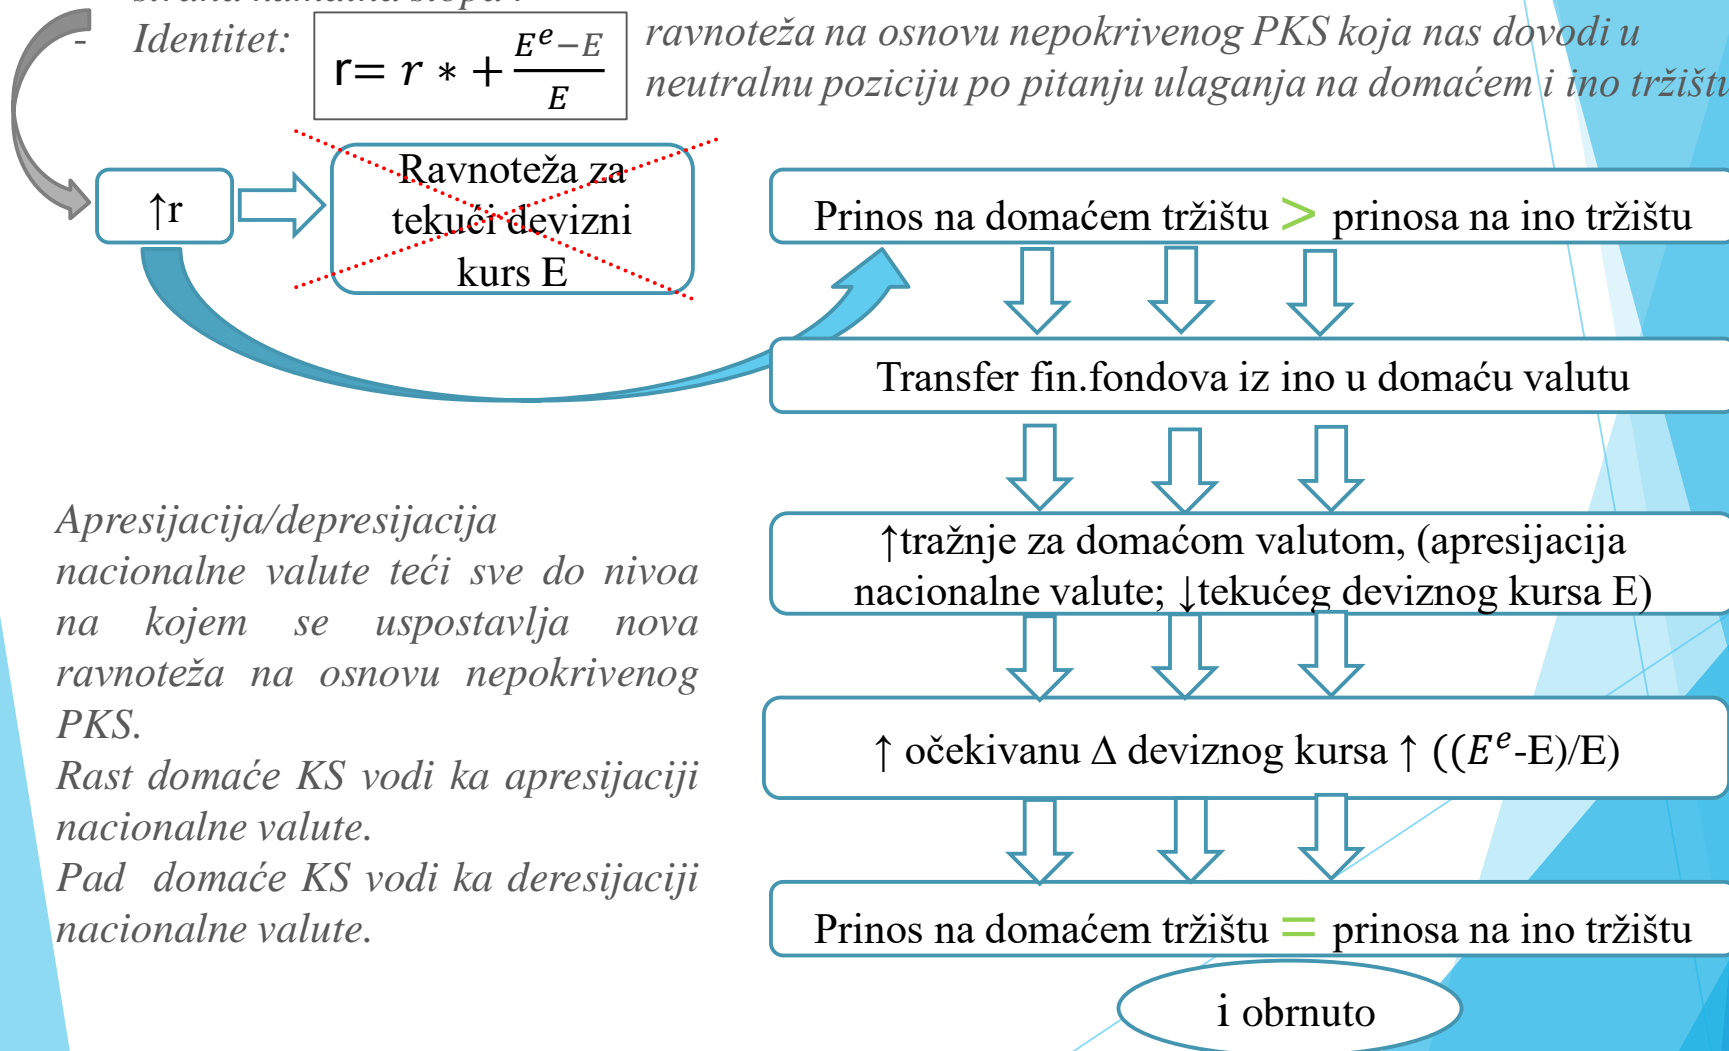 strana kamatna stopa .
- Identitet:
r= r * + (E^e−E)/E
ravnoteža na osnovu nepokrivenog PKS koja nas dovodi u
neutralnu poziciju po pitanju ulaganja na domaćem i ino tržištu
↑r
Ravnoteža za
tekući devizni
kurs E
Prinos na domaćem tržištu > prinosa na ino tržištu
Transfer fin.fondova iz ino u domaću valutu
↑tražnje za domaćom valutom, (apresijacija
nacionalne valute; ↓tekućeg deviznog kursa E)
↑ očekivanu Δ deviznog kursa ↑ ((E^e-E)/E)
Prinos na domaćem tržištu = prinosa na ino tržištu
i obrnuto
Apresijacija/depresijacija
nacionalne valute teći sve do nivoa
na kojem se uspostavlja nova
ravnoteža na osnovu nepokrivenog
PKS.
Rast domaće KS vodi ka apresijaciji
nacionalne valute.
Pad domaće KS vodi ka deresijaciji
nacionalne valute.